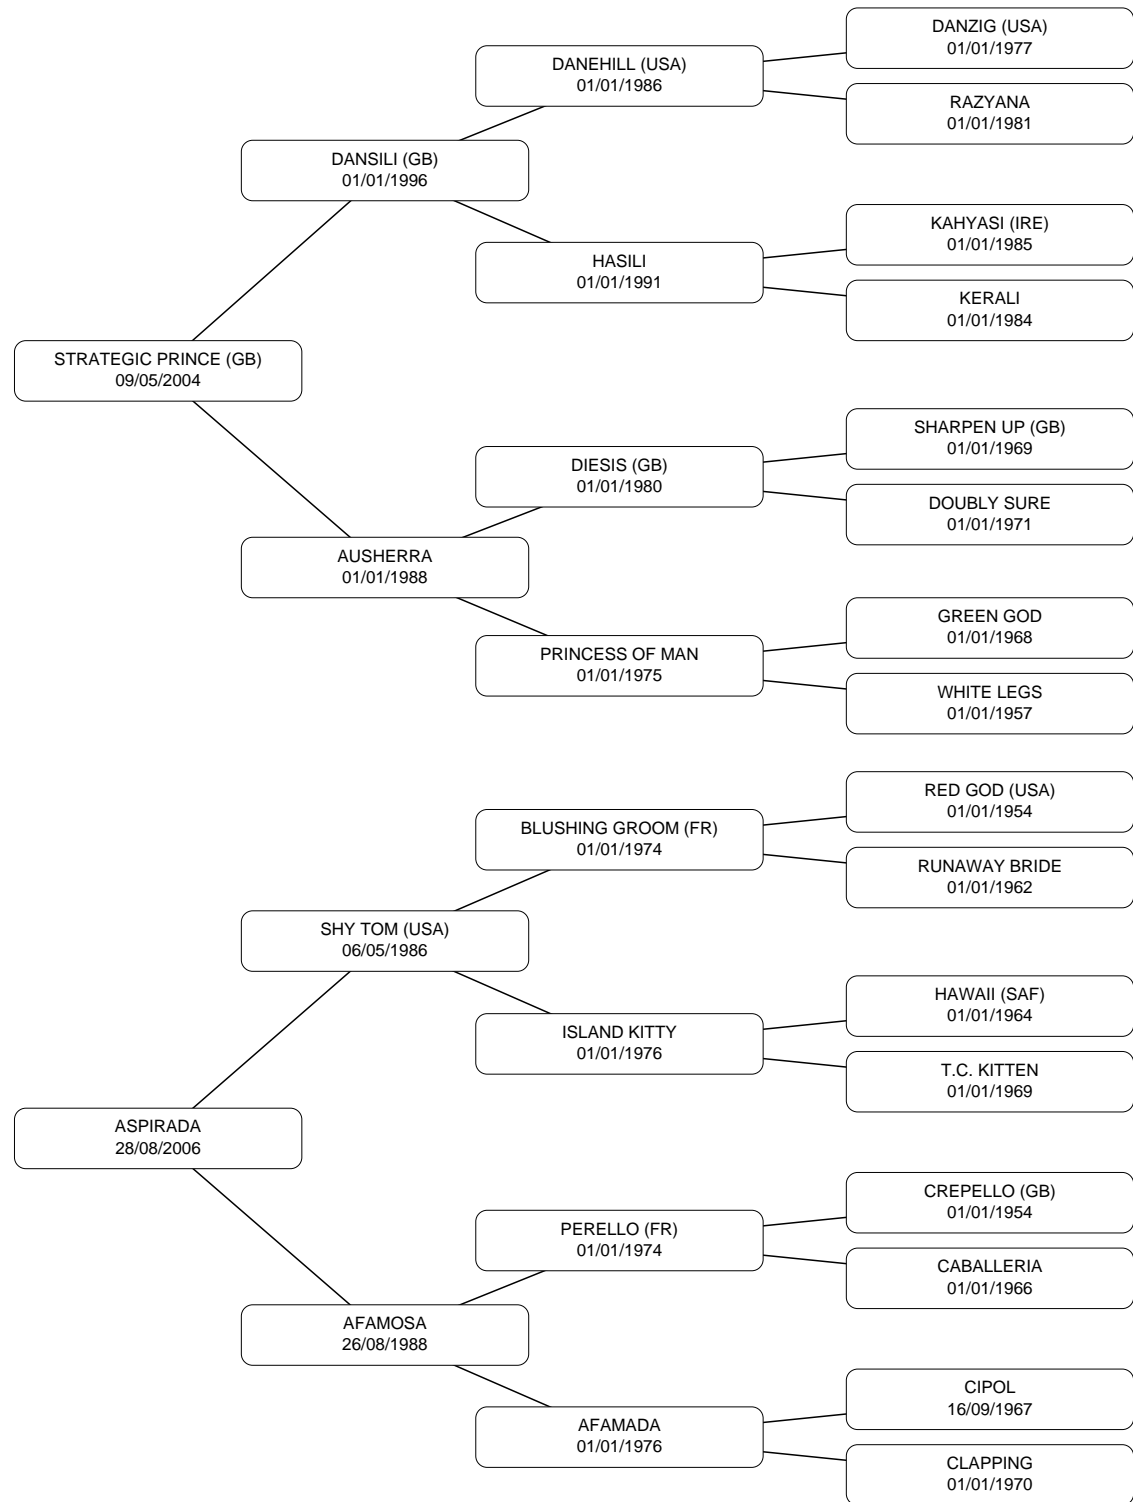 DANZIG (USA)
01/01/1977
DANEHILL (USA)
01/01/1986
RAZYANA
01/01/1981
DANSILI (GB)
01/01/1996
KAHYASI (IRE)
01/01/1985
HASILI
01/01/1991
KERALI
01/01/1984
STRATEGIC PRINCE (GB)
09/05/2004
SHARPEN UP (GB)
01/01/1969
DIESIS (GB)
01/01/1980
DOUBLY SURE
01/01/1971
AUSHERRA
01/01/1988
GREEN GOD
01/01/1968
PRINCESS OF MAN
01/01/1975
WHITE LEGS
01/01/1957
RED GOD (USA)
01/01/1954
BLUSHING GROOM (FR)
01/01/1974
RUNAWAY BRIDE
01/01/1962
SHY TOM (USA)
06/05/1986
HAWAII (SAF)
01/01/1964
ISLAND KITTY
01/01/1976
T.C. KITTEN
01/01/1969
ASPIRADA
28/08/2006
CREPELLO (GB)
01/01/1954
PERELLO (FR)
01/01/1974
CABALLERIA
01/01/1966
AFAMOSA
26/08/1988
CIPOL
16/09/1967
AFAMADA
01/01/1976
CLAPPING
01/01/1970